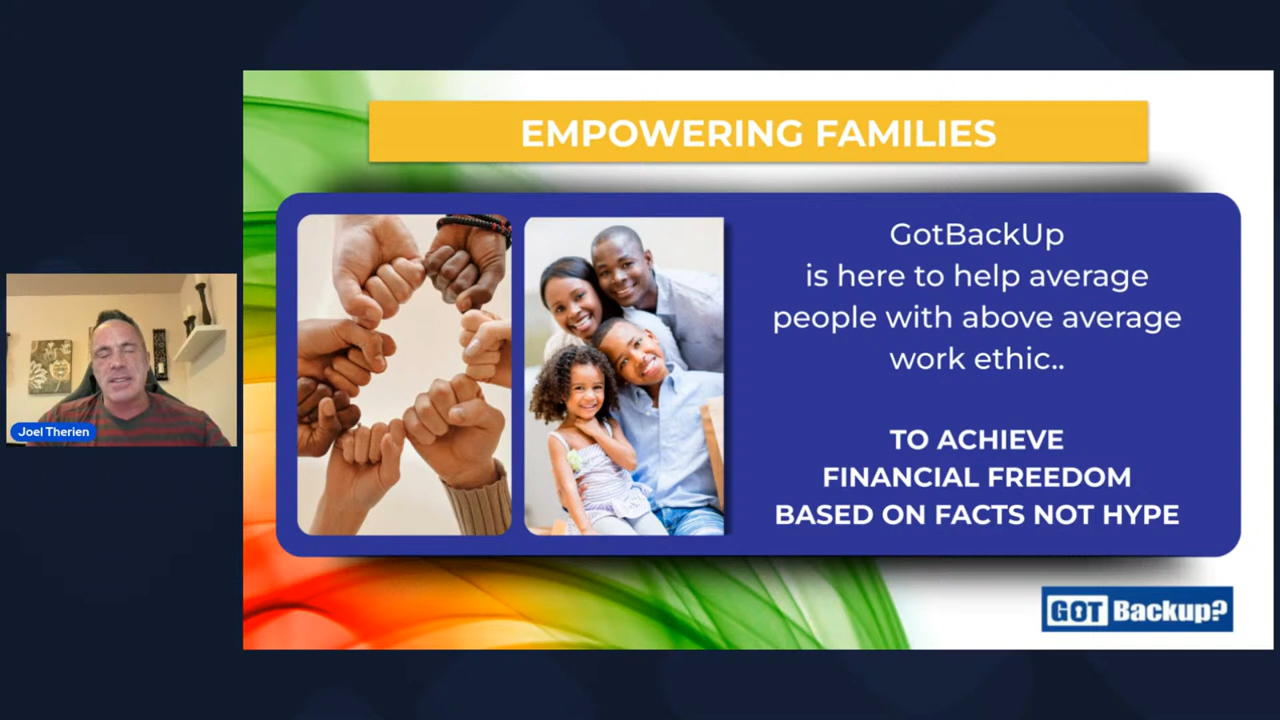 EMPOWERING FAMILIES
GotBackUp
is here to help average
people with above average
work ethic..
TO ACHIEVE
FINANCIAL FREEDOM
BASED ON FACTS NOT HYPE
Joel Therien
GOT Backup?